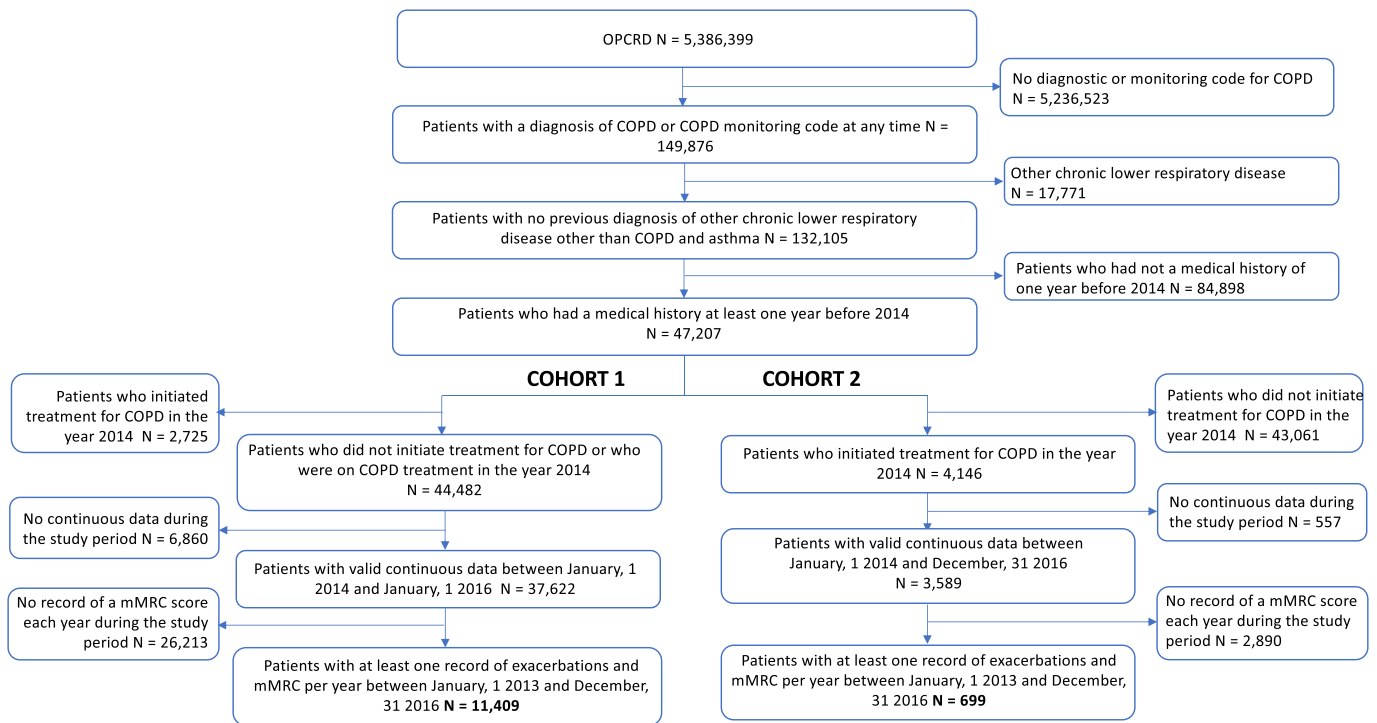 OPCRD N = 5,386,399
No diagnostic or monitoring code for COPD
N = 5,236,523
Patients with a diagnosis of COPD or COPD monitoring code at any time N =
149,876
Other chronic lower respiratory disease
N = 17,771
Patients with no previous diagnosis of other chronic lower respiratory
disease other than COPD and asthma N = 132,105
Patients who had not a medical history of
one year before 2014 N = 84,898
Patients who had a medical history at least one year before 2014
N = 47,207
COHORT 1
COHORT 2
Patients who initiated
treatment for COPD in the
year 2014 N = 2,725
Patients who did not initiate
treatment for COPD in the
year 2014 N = 43,061
Patients who did not initiate treatment for COPD or who
were on COPD treatment in the year 2014
N = 44,482
Patients who initiated treatment for COPD in the year
2014 N = 4,146
No continuous data during
the study period N = 6,860
No continuous data during
the study period N = 557
Patients with valid continuous data between January, 1
2014 and January, 1 2016 N = 37,622
Patients with valid continuous data between
January, 1 2014 and December, 31 2016
N = 3,589
No record of a mMRC score
each year during the study
period N = 26,213
No record of a mMRC score
each year during the study
period N = 2,890
Patients with at least one record of exacerbations and
mMRC per year between January, 1 2013 and December,
31 2016 N = 11,409
Patients with at least one record of exacerbations and
mMRC per year between January, 1 2013 and December,
31 2016 N = 699